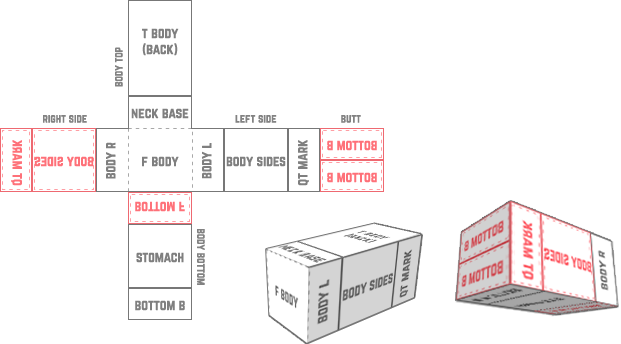 T BODY
(BACK)
BODY TOP
NECK BASE
RIGHT SIDE
LEFT SIDE
BUTT
QT MARK
BODY SIDES
BODY R
F BODY
BODY L
BODY SIDES
QT MARK
BOTTOM B
BOTTOM B
BOTTOM F
STOMACH
BODY BOTTOM
BOTTOM B
T BODY
(BACK)
NECK BASE
F BODY
BODY L
BODY SIDES
QT MARK
BOTTOM B
BOTTOM B
QT MARK
BODY SIDES
BODY R